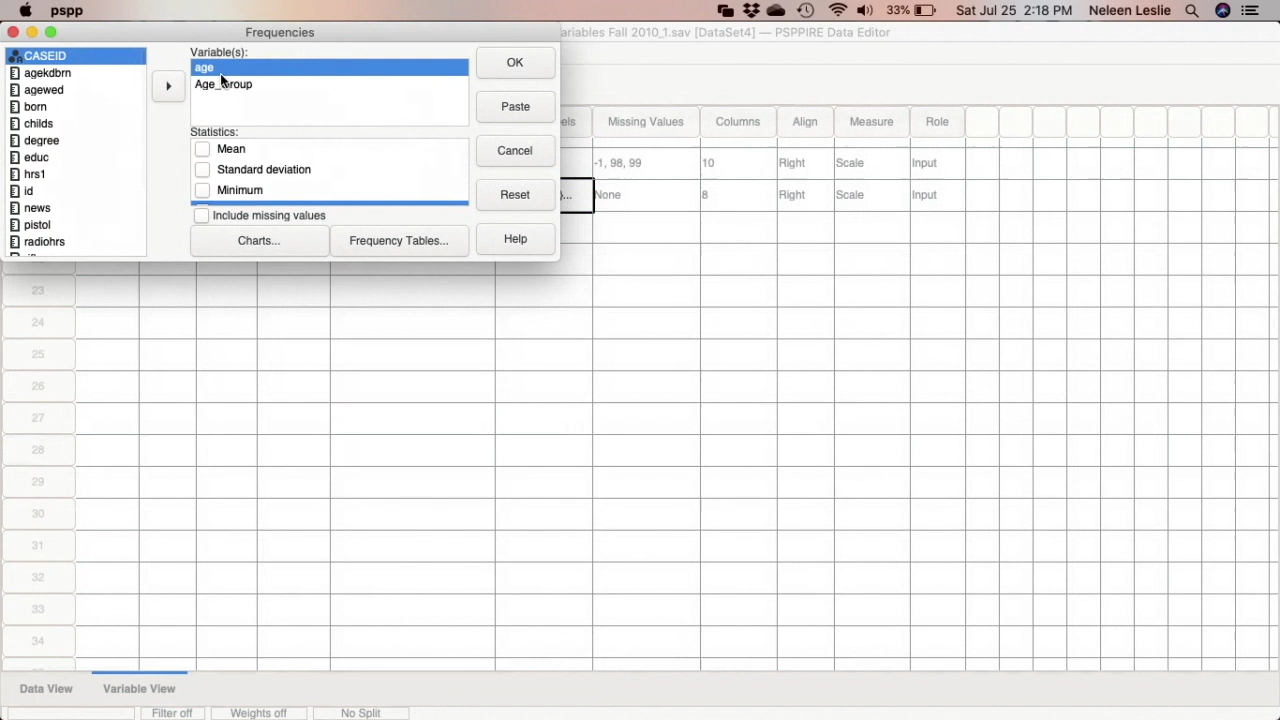 pspp
33%
Sat Jul 25 2:18 PM
Neleen Leslie
Frequencies
ariables Fall 2010_1.sav [DataSet4] — PSPPIRE Data Editor
CASEID
agekdbrn
agewed
born
childs
degree
educ
hrs1
id
news
pistol
radiohrs
Variable(s):
age
Age_Group
Statistics:
Mean
Standard deviation
Minimum
Include missing values
Charts...
Frequency Tables...
OK
Paste
Cancel
Reset
Help
els
Missing Values
Columns
Align
Measure
Role
-1, 98, 99
10
Right
Scale
Input
}...
None
8
Right
Scale
Input
23
24
25
26
27
28
29
30
31
32
33
34
Data View
Variable View
Filter off
Weights off
No Split